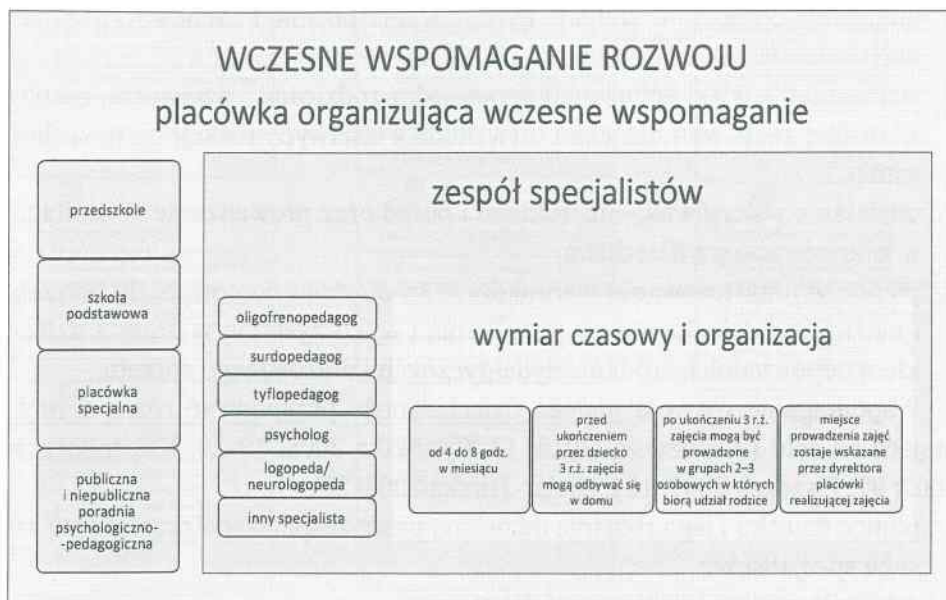 WCZESNE WSPOMAGANIE ROZWOJU
placówka organizująca wczesne wspomaganie
przedszkole
szkoła
podstawowa
placówka
specjalna
publiczna
i niepubliczna
poradnia
psychologiczno-
-pedagogiczna
zespół specjalistów
oligofrenopedagog
surdopedagog
tyflopedagog
psycholog
logopeda/
neurologopeda
inny specjalista
wymiar czasowy i organizacja
od 4 do 8 godz.
w miesiącu
przed
ukończeniem
przez dziecko
3 r.ż. zajęcia
mogą odbywać się
w domu
po ukończeniu 3 r.ż.
zajęcia mogą być
prowadzone
w grupach 2–3
osobowych w których
biorą udział rodzice
miejsce
prowadzenia zajęć
zostaje wskazane
przez dyrektora
placówki
realizującej zajęcia